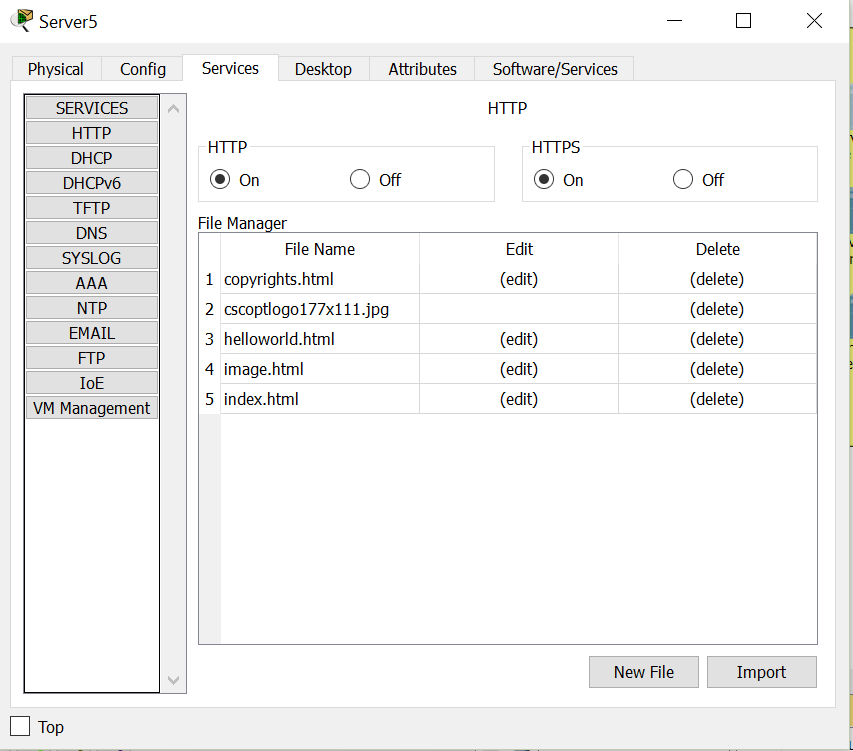 Server5
Physical Config Services Desktop Attributes Software/Services
SERVICES
HTTP
DHCP
DHCPv6
TFTP
DNS
SYSLOG
AAA
NTP
EMAIL
FTP
IoE
VM Management
HTTP
HTTP
On Off
HTTPS
On Off
File Manager
File Name Edit Delete
1 copyrights.html (edit) (delete)
2 cscoptlogo177x111.jpg (delete)
3 helloworld.html (edit) (delete)
4 image.html (edit) (delete)
5 index.html (edit) (delete)
New File Import
Top